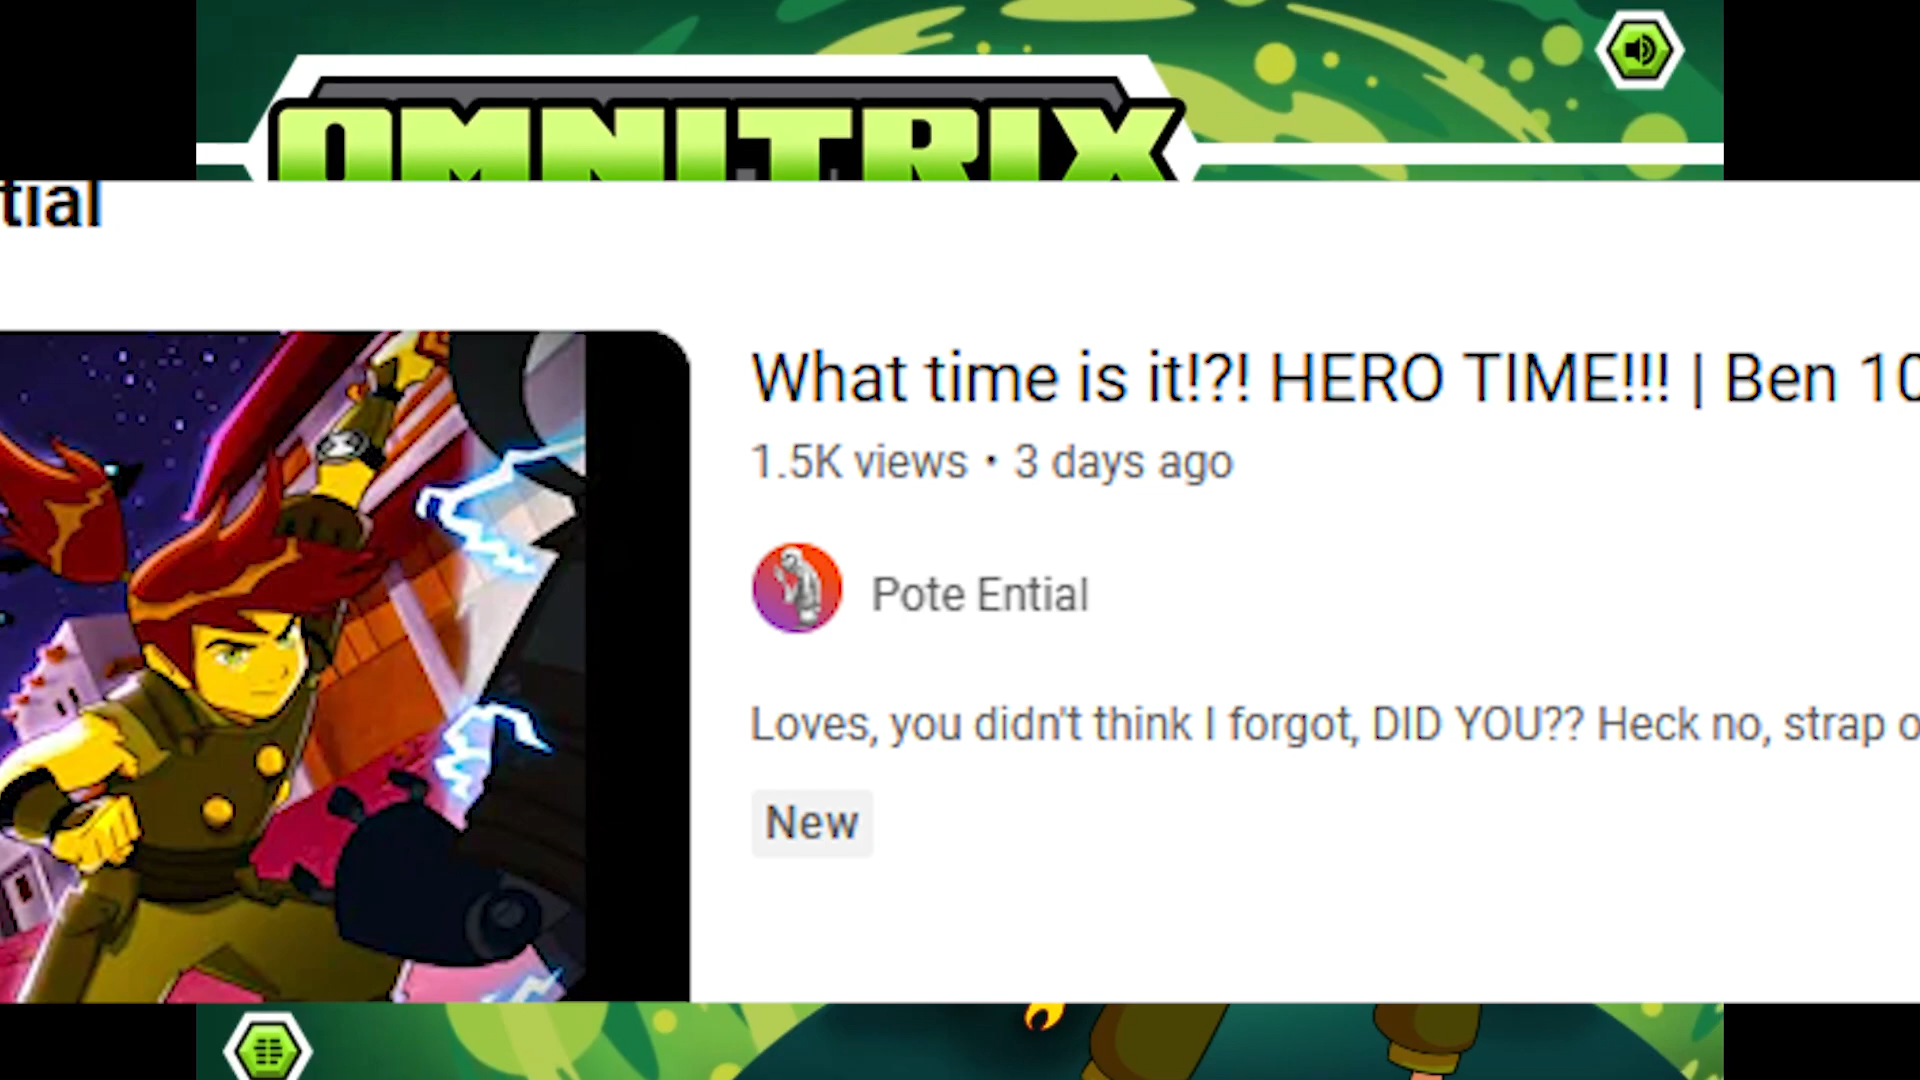 OMNITRIX
tial
What time is it!?! HERO TIME!!! | Ben 10
1.5K views • 3 days ago
Pote Ential
Loves, you didn't think I forgot, DID YOU?? Heck no, strap o
New